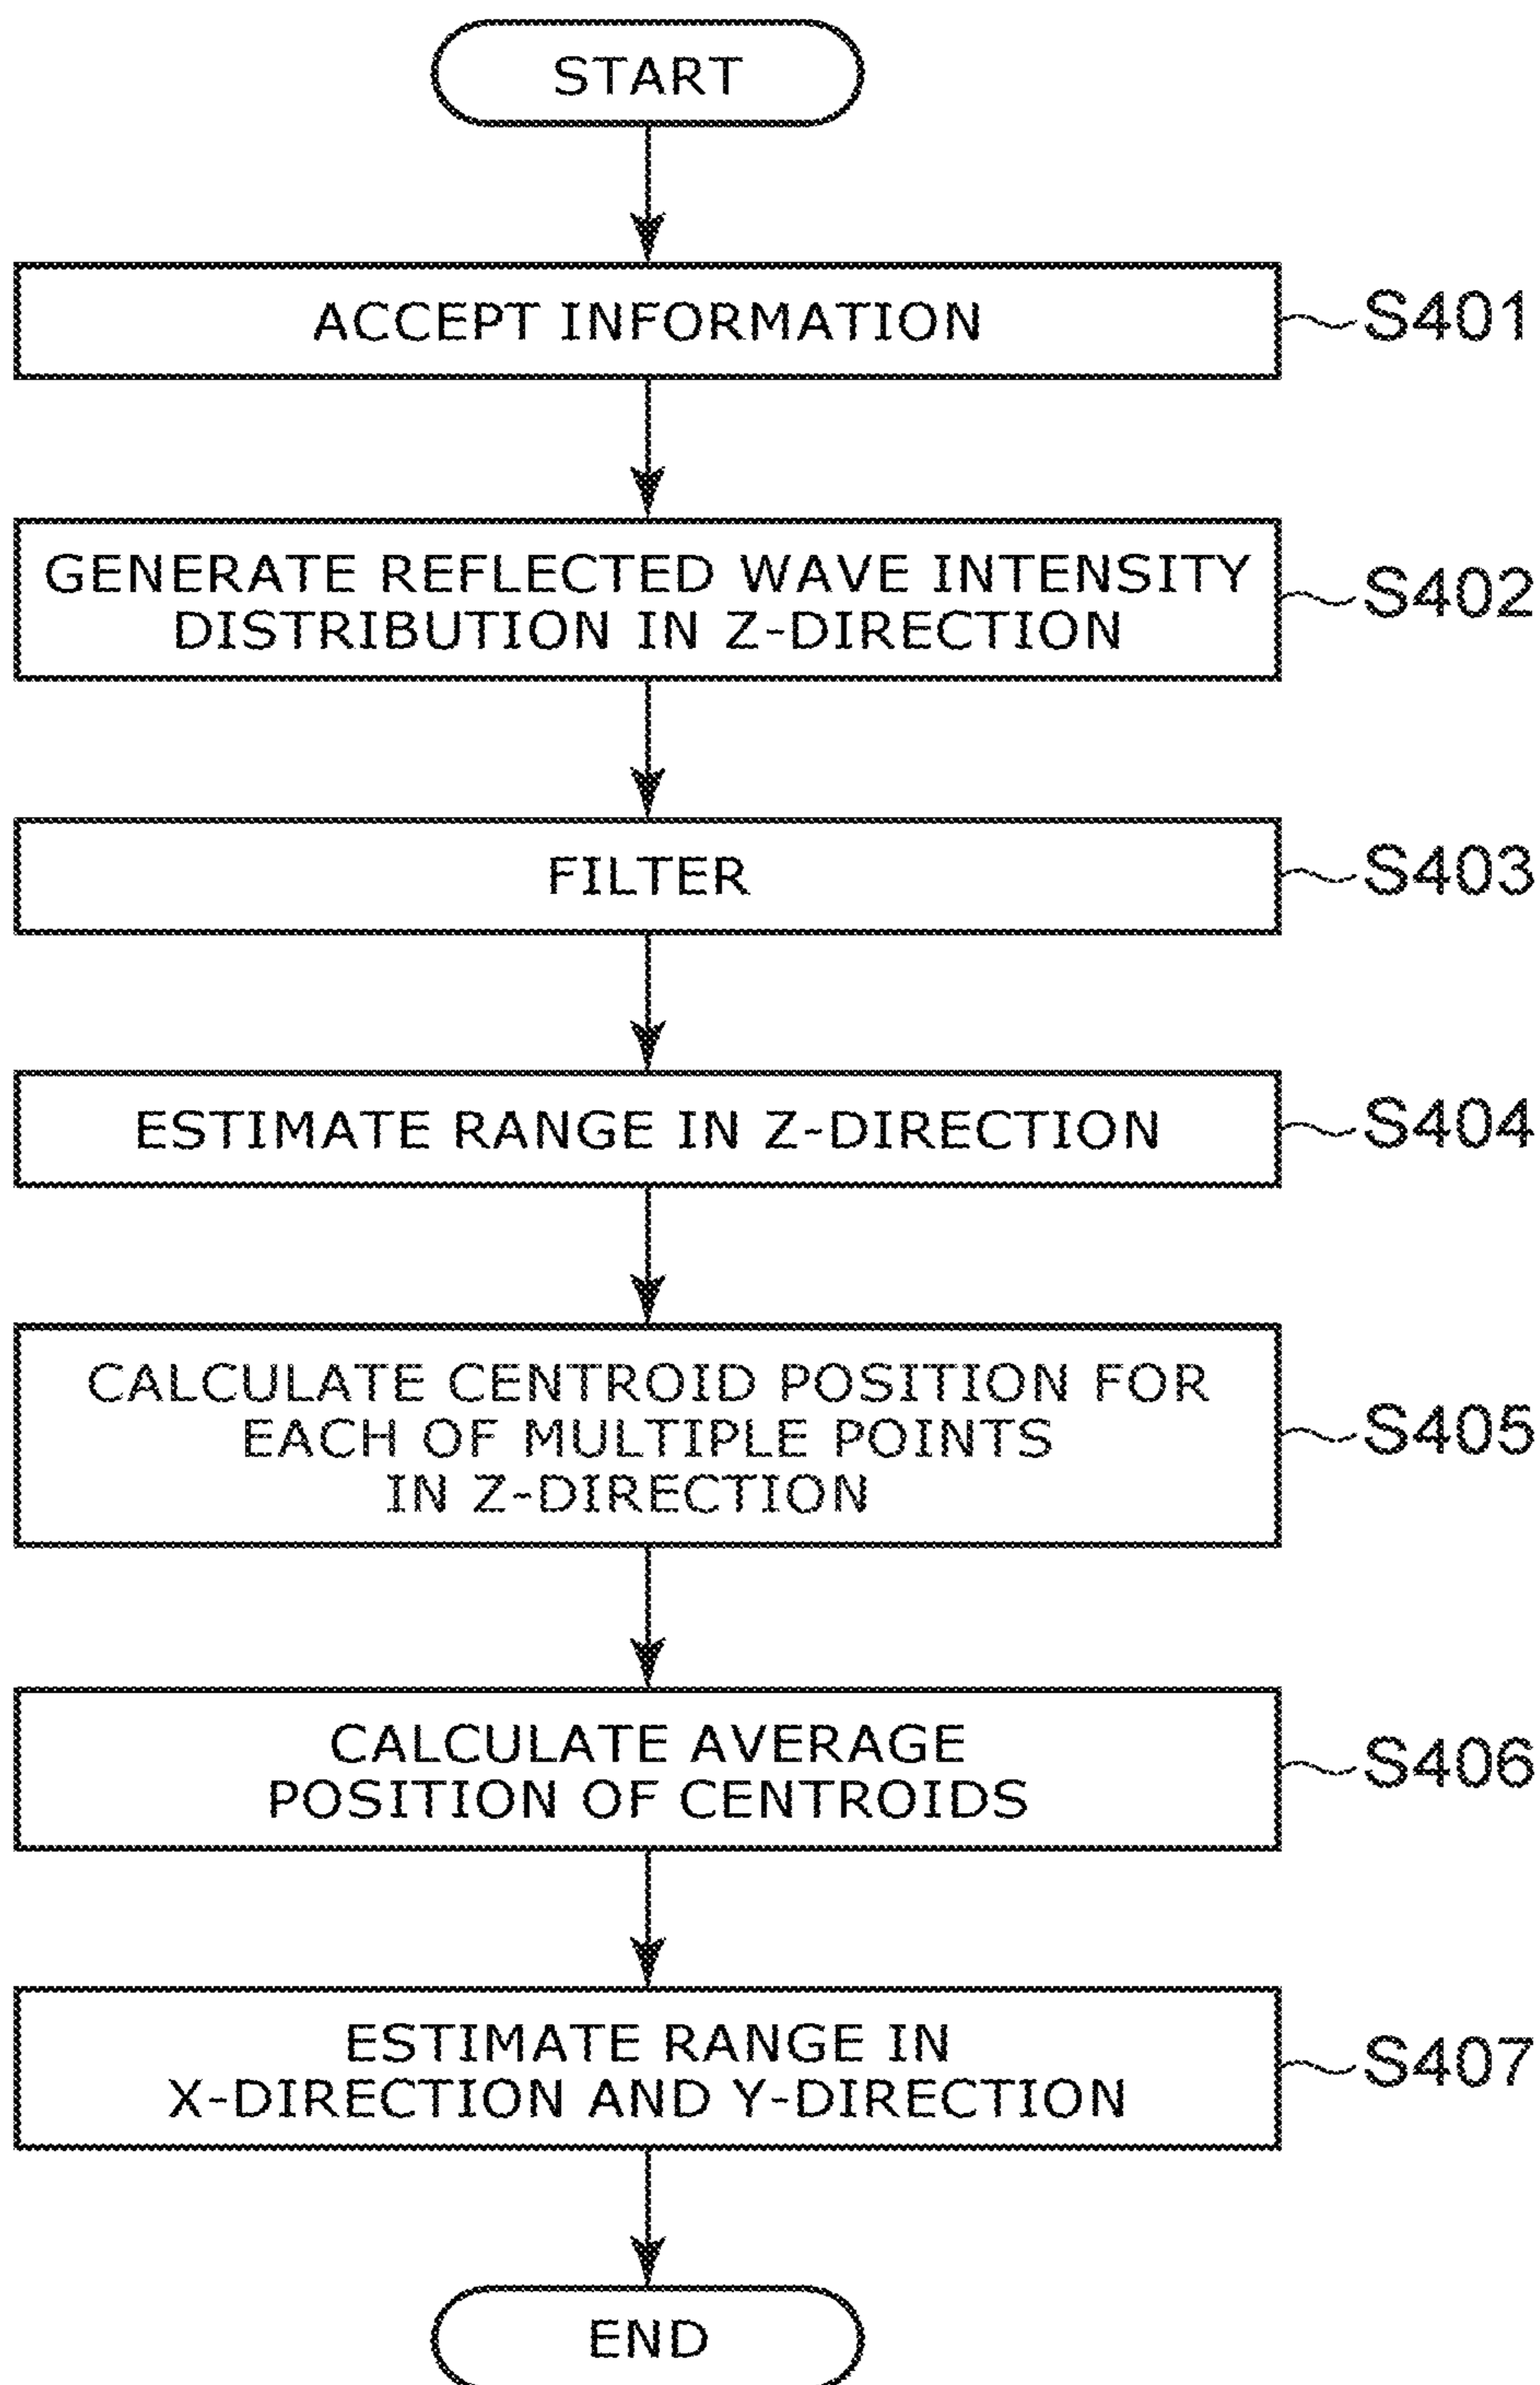 START
ACCEPT INFORMATION
S401
GENERATE REFLECTED WAVE INTENSITY
DISTRIBUTION IN Z-DIRECTION
S402
FILTER
S403
ESTIMATE RANGE IN Z-DIRECTION
S404
CALCULATE CENTROID POSITION FOR
EACH OF MULTIPLE POINTS
IN Z-DIRECTION
S405
CALCULATE AVERAGE
POSITION OF CENTROIDS
S406
ESTIMATE RANGE IN
X-DIRECTION AND Y-DIRECTION
S407
END